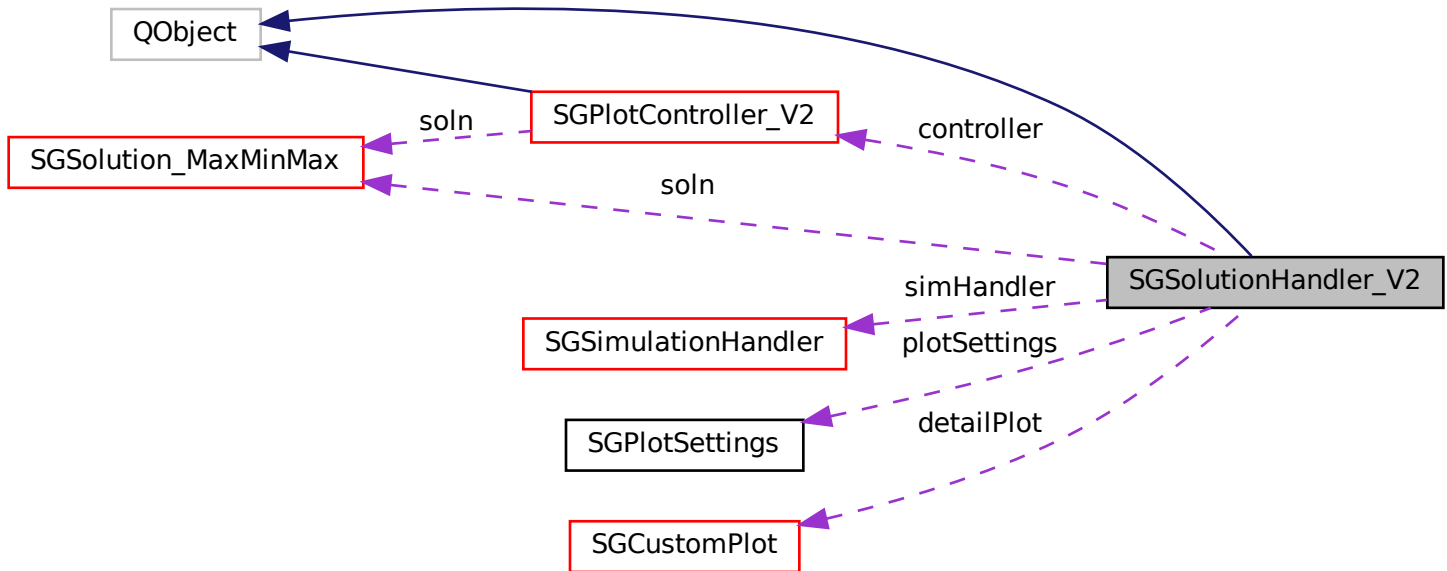 QObject
SGPlotController_V2
soln
controller
SGSolution_MaxMinMax
soln
SGSolutionHandler_V2
simHandler
SGSimulationHandler
plotSettings
SGPlotSettings
detailPlot
SGCustomPlot